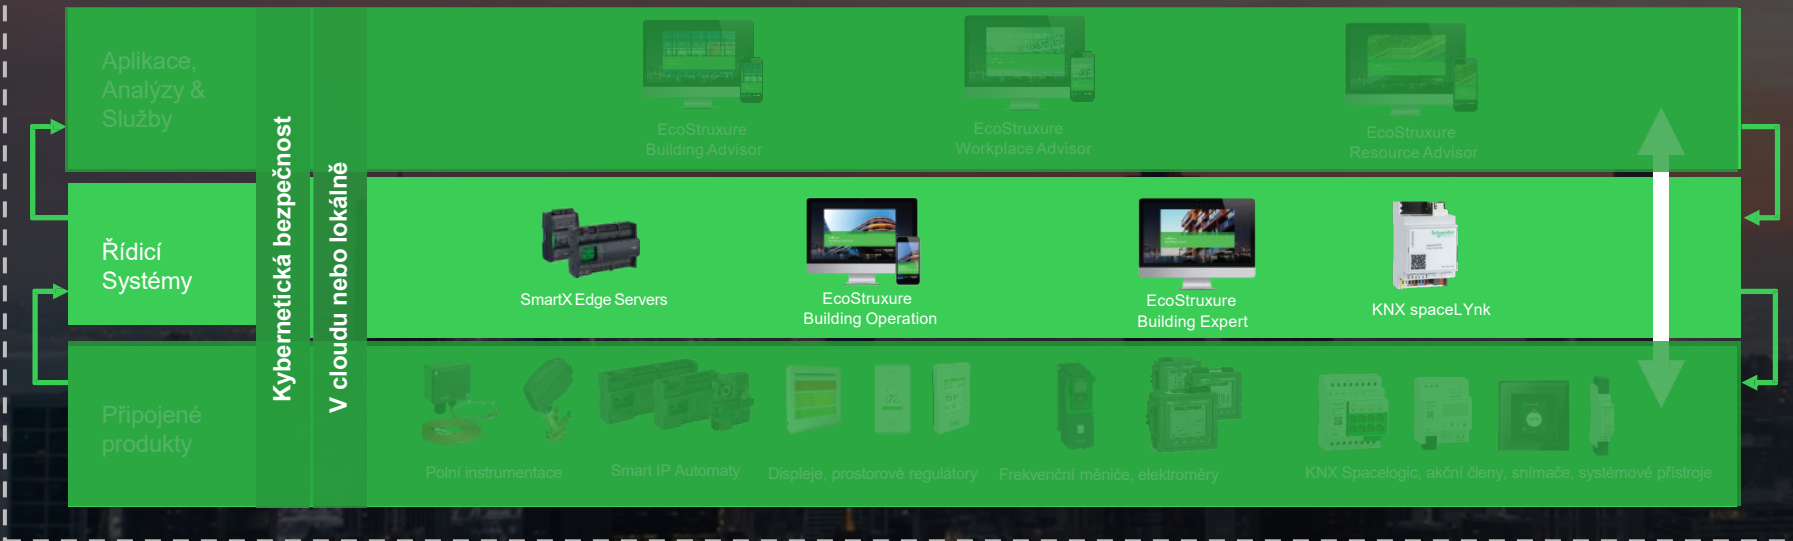 Aplikace,
Analýzy &
Služby
EcoStruxure
Building Advisor
EcoStruxure
Workplace Advisor
EcoStruxure
Resource Advisor
Kybernetická bezpečnost
V cloudu nebo lokálně
Řídicí
Systémy
SmartX Edge Servers
EcoStruxure
Building Operation
EcoStruxure
Building Expert
Schneider
KNX spaceLYnk
Připojené
produkty
Polní instrumentace
Smart IP Automaty
Displeje, prostorové regulátory
Frekvenční měniče, elektroměry
KNX Spacelogic, akční členy, snímače, systémové přístroje